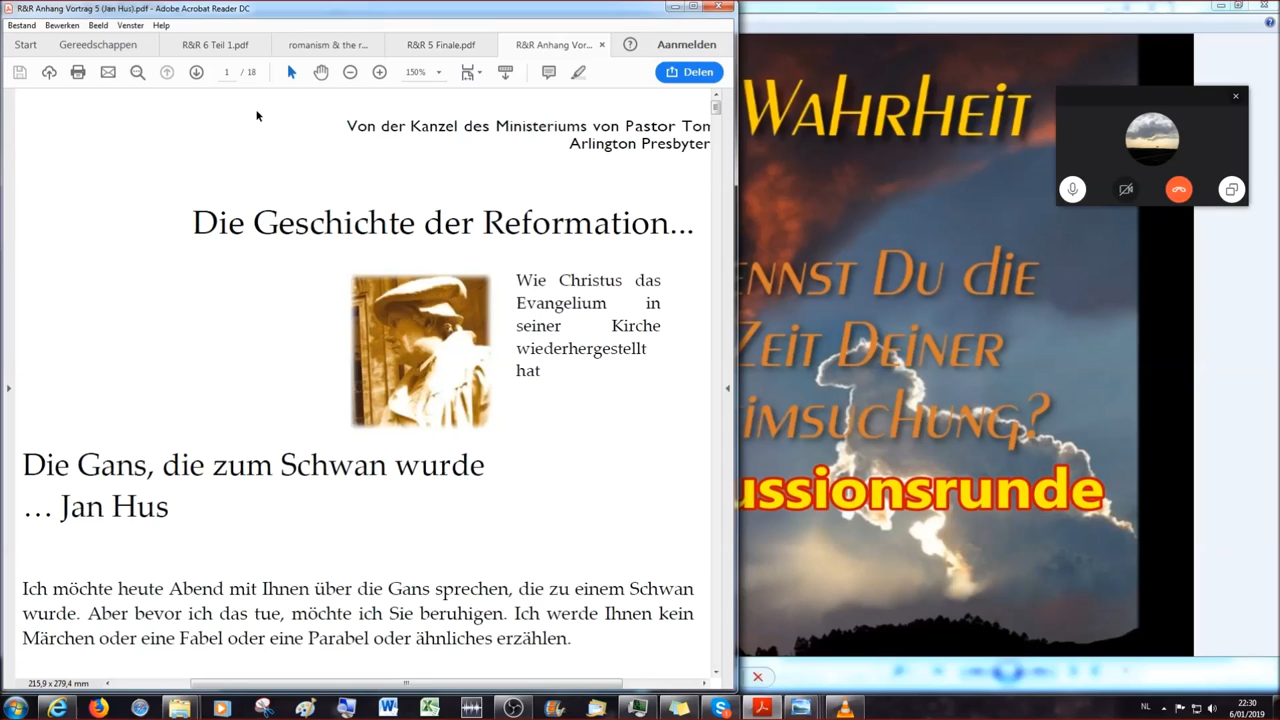 R&R Anhang Vortrag 5 (Jan Hus).pdf - Adobe Acrobat Reader DC
Bestand Bewerken Beeld Venster Help
Start Gereedschappen R&R 6 Teil 1.pdf romanism & the r... R&R 5 Finale.pdf R&R Anhang Vor... × Aanmelden
1 / 18 150% Delen
Von der Kanzel des Ministeriums von Pastor Tom
Arlington Presbyter
Die Geschichte der Reformation...
Wie Christus das
Evangelium in
seiner Kirche
wiederhergestellt
hat
Die Gans, die zum Schwan wurde
… Jan Hus
Ich möchte heute Abend mit Ihnen über die Gans sprechen, die zu einem Schwan
wurde. Aber bevor ich das tue, möchte ich Sie beruhigen. Ich werde Ihnen kein
Märchen oder eine Fabel oder eine Parabel oder ähnliches erzählen.
215,9 x 279,4 mm
WAHRHEIT
ENNST DU DIE
ZEIT DEINER
IMSUCHUNG?
ussionsrunde
NL 22:30
6/01/2019